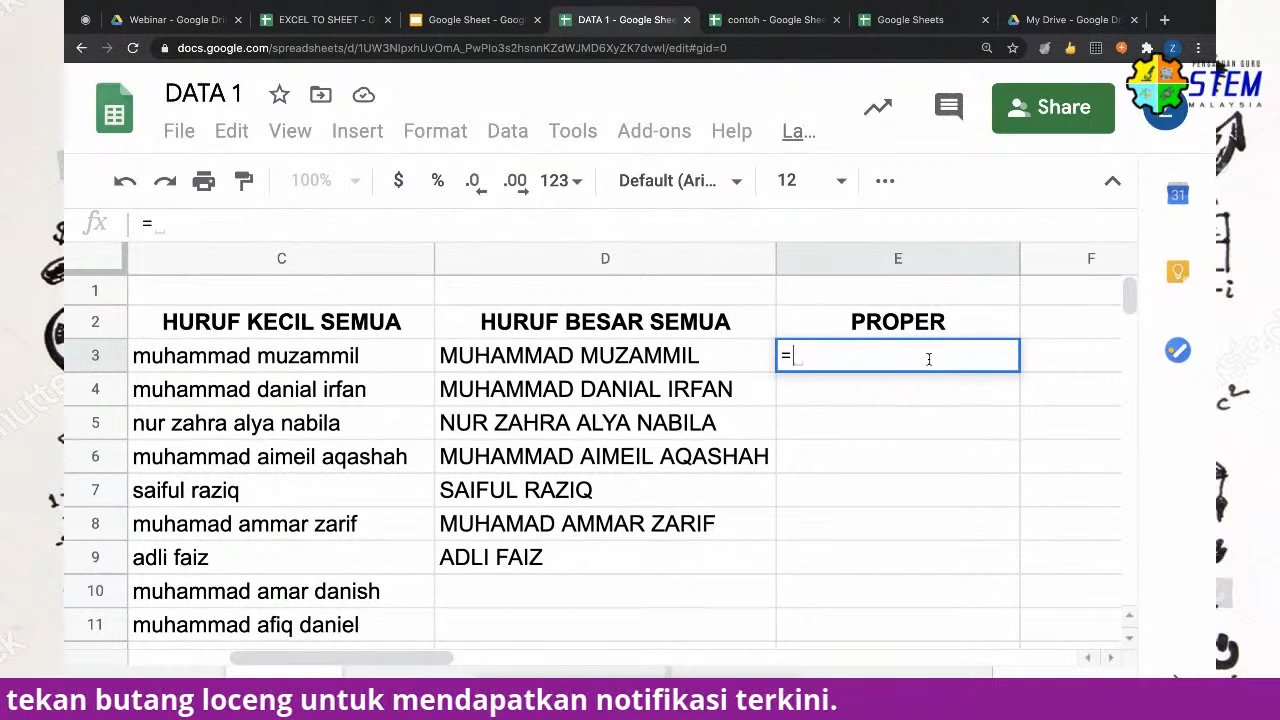 Webinar - Google Dri
EXCEL TO SHEET - G
Google Sheet - Goog
DATA 1 - Google Shee
contoh - Google Shee
Google Sheets
My Drive - Google Dr
docs.google.com/spreadsheets/d/1UW3NlpxhUvOmA_PwPlo3s2hsnnKZdWJMD6XyZK7dvwI/edit#gid=0
PERSATUAN GURU
STEM
MALAYSIA
DATA 1
Share
File Edit View Insert Format Data Tools Add-ons Help La...
100% $ % .0 .00 123 Default (Ari... 12
31
fx =
C D E F
1
2 HURUF KECIL SEMUA HURUF BESAR SEMUA PROPER
3 muhammad muzammil MUHAMMAD MUZAMMIL =
4 muhammad danial irfan MUHAMMAD DANIAL IRFAN
5 nur zahra alya nabila NUR ZAHRA ALYA NABILA
6 muhammad aimeil aqashah MUHAMMAD AIMEIL AQASHAH
7 saiful raziq SAIFUL RAZIQ
8 muhamad ammar zarif MUHAMAD AMMAR ZARIF
9 adli faiz ADLI FAIZ
10 muhammad amar danish
11 muhammad afiq daniel
tekan butang loceng untuk mendapatkan notifikasi terkini.